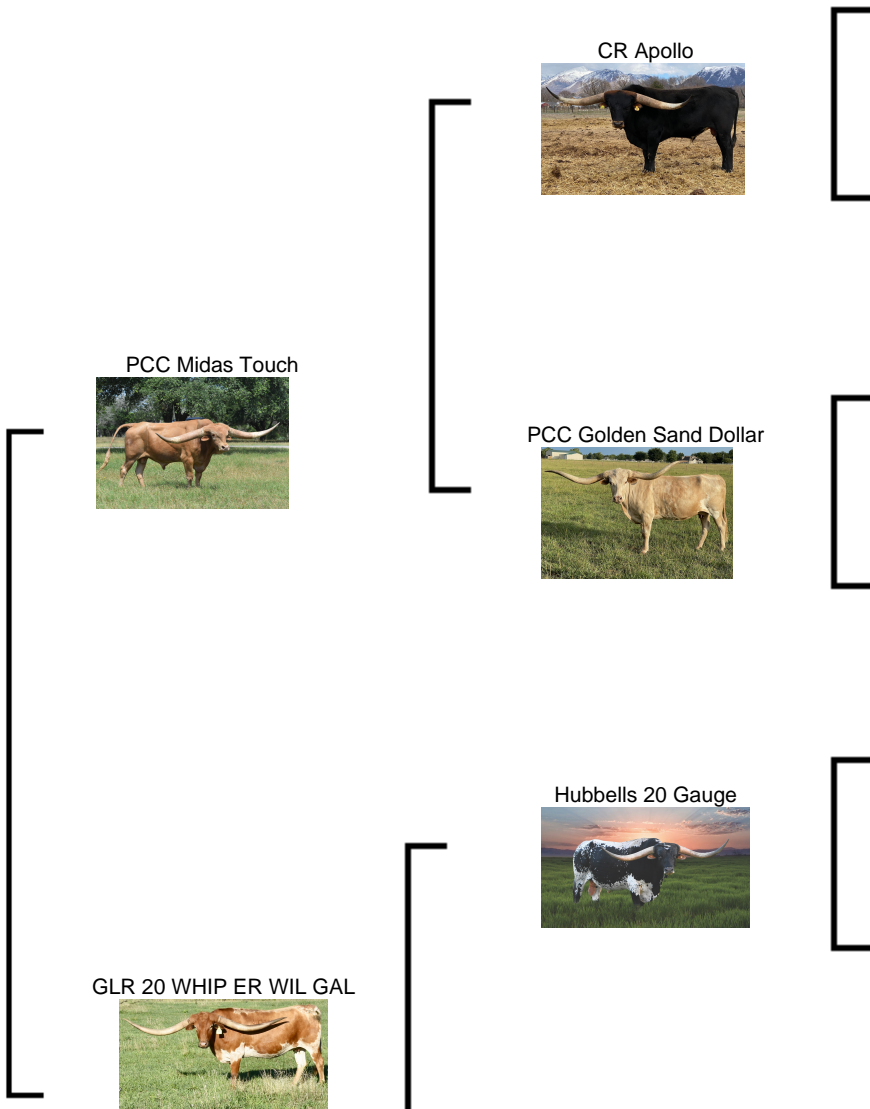 CR Apollo
PCC Midas Touch
PCC Golden Sand Dollar
Hubbells 20 Gauge
GLR 20 WHIP ER WIL GAL